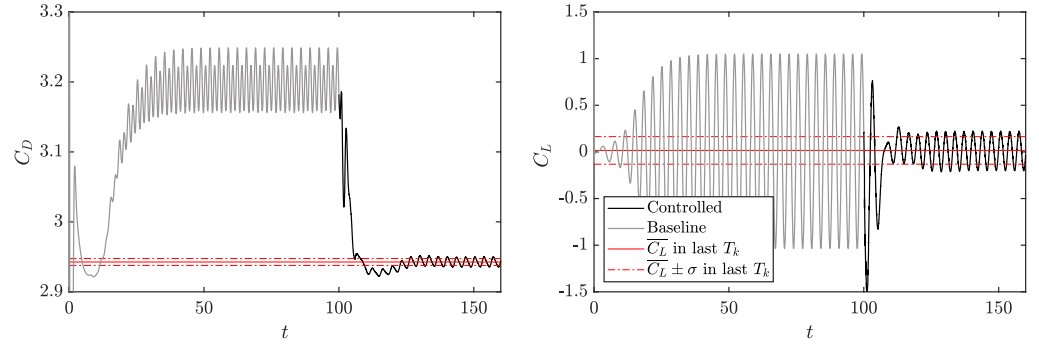 3.3
3.2
3.1
3
2.9
C_D
0
50
100
150
t
1.5
1
0.5
0
-0.5
-1
-1.5
C_L
0
50
100
150
t
Controlled
Baseline
\overline{C_L} in last T_k
\overline{C_L} ± σ in last T_k